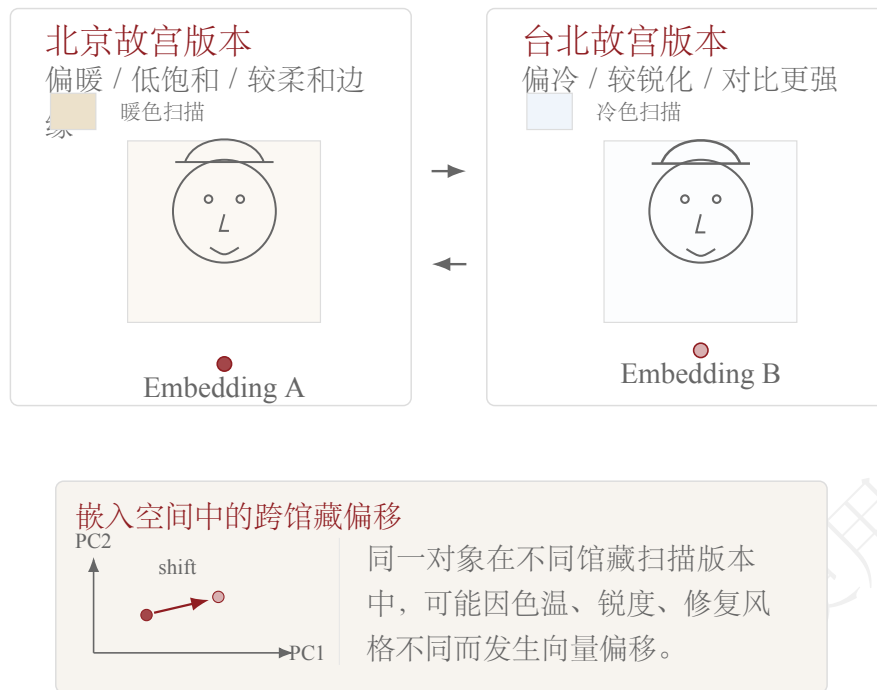 北京故宫版本
偏暖 / 低饱和 / 较柔和边
缘
暖色扫描
Embedding A
台北故宫版本
偏冷 / 较锐化 / 对比更强
冷色扫描
Embedding B
嵌入空间中的跨馆藏偏移
PC2
shift
PC1
同一对象在不同馆藏扫描版本
中，可能因色温、锐度、修复风
格不同而发生向量偏移。